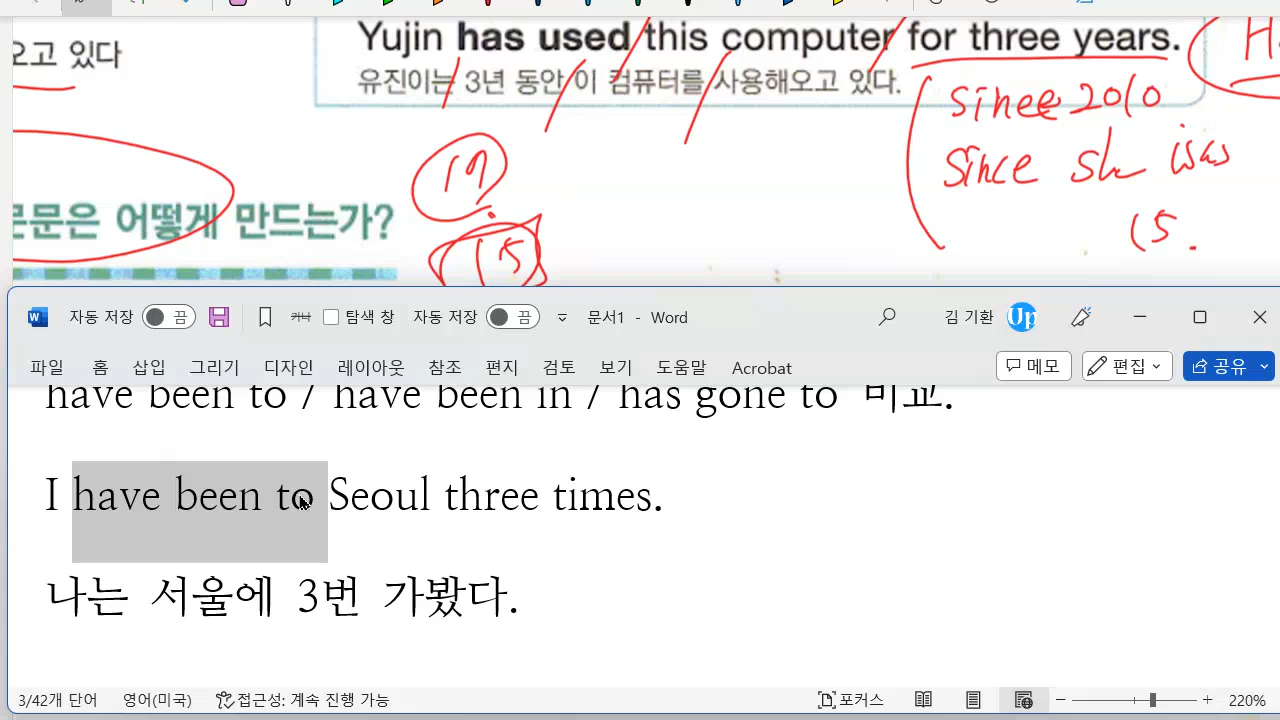 오고 있다
Yujin has used this computer for three years.
유진이는 3년 동안 이 컴퓨터를 사용해오고 있다.
H
Since 2010
Since she was
15.
19
15
문문은 어떻게 만드는가?
자동 저장 끔 가나 탐색 창 자동 저장 끔 문서1 - Word 김 기환 Up
파일 홈 삽입 그리기 디자인 레이아웃 참조 편지 검토 보기 도움말 Acrobat 메모 편집 공유
have been to / have been in / has gone to 비교.
I have been to Seoul three times.
나는 서울에 3번 가봤다.
3/42개 단어 영어(미국) 접근성: 계속 진행 가능 포커스 220%